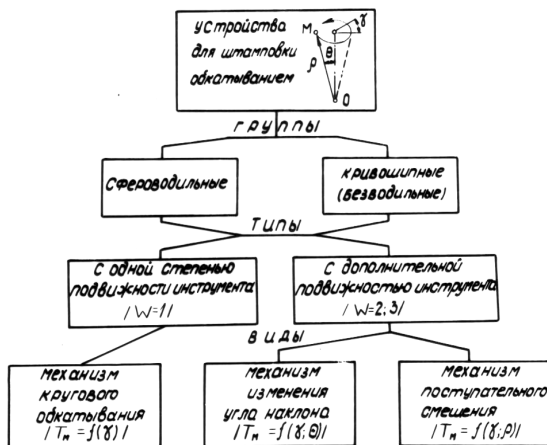 устройства
для штамповки
обкатыванием
M
γ
θ
ρ
O
группы
сфероводильные
кривошипные
(безводильные)
типы
с одной степенью
подвижности инструмента
/ W=1 /
с дополнительной
подвижностью инструмента
/ W=2; 3 /
виды
механизм
кругового
обкатывания
/ Tм = f(γ) /
механизм
изменения
угла наклона
/ Tм = f(γ; θ) /
механизм
поступательного
смещения
/ Tм = f(γ; ρ) /